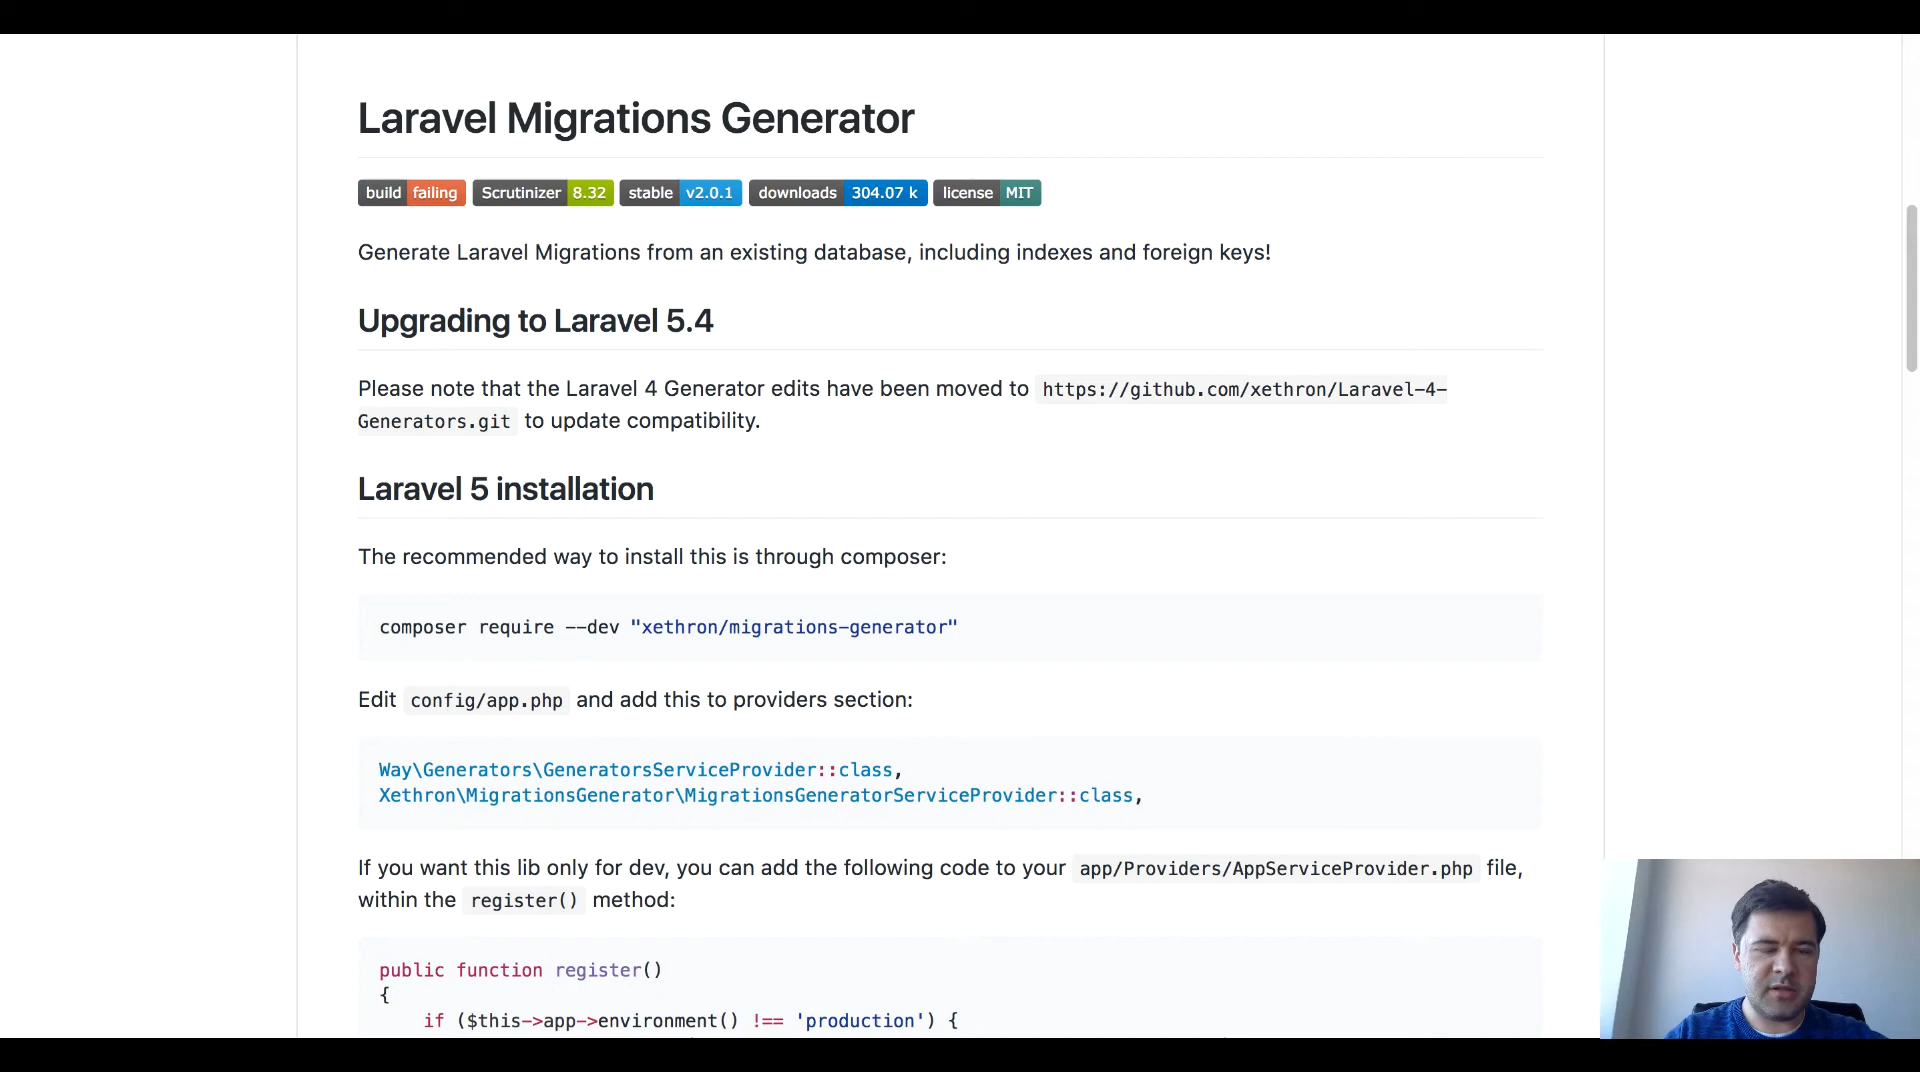 Laravel Migrations Generator
build failing Scrutinizer 8.32 stable v2.0.1 downloads 304.07 k license MIT
Generate Laravel Migrations from an existing database, including indexes and foreign keys!
Upgrading to Laravel 5.4
Please note that the Laravel 4 Generator edits have been moved to https://github.com/xethron/Laravel-4-
Generators.git to update compatibility.
Laravel 5 installation
The recommended way to install this is through composer:
composer require --dev "xethron/migrations-generator"
Edit config/app.php and add this to providers section:
Way\Generators\GeneratorsServiceProvider::class,
Xethron\MigrationsGenerator\MigrationsGeneratorServiceProvider::class,
If you want this lib only for dev, you can add the following code to your app/Providers/AppServiceProvider.php file,
within the register() method:
public function register()
{
if ($this->app->environment() !== 'production') {